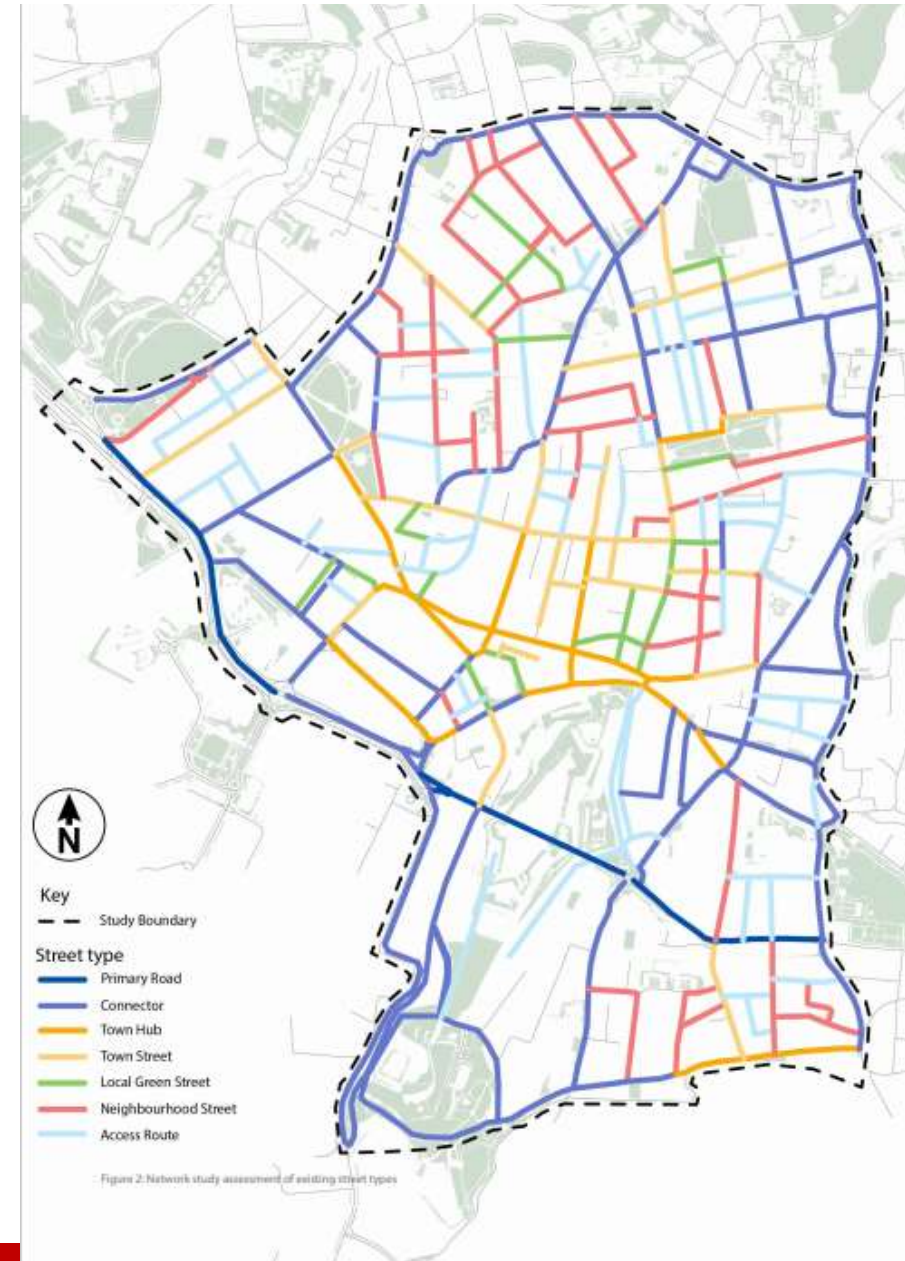 N
Key
Study Boundary
Street type
Primary Road
Connector
Town Hub
Town Street
Local Green Street
Neighbourhood Street
Access Route
Figure 2: Network study assessment of existing street types